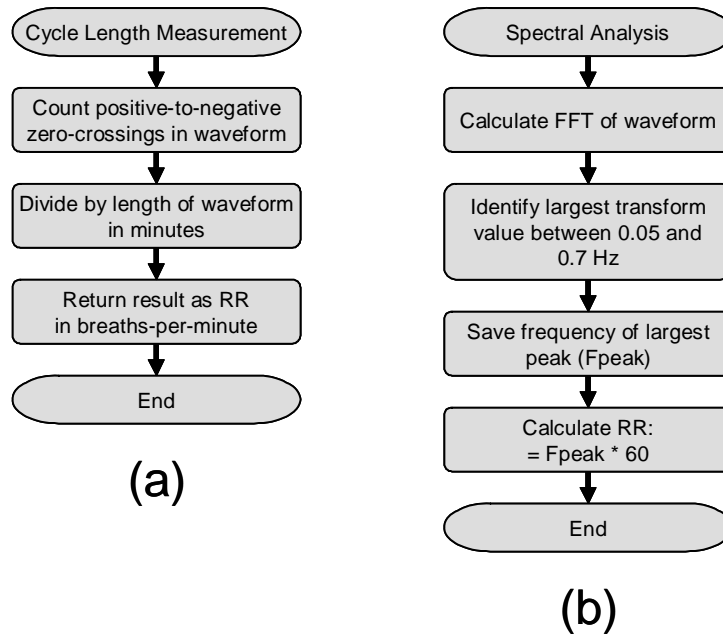 Cycle Length Measurement
Count positive-to-negative
zero-crossings in waveform
Divide by length of waveform
in minutes
Return result as RR
in breaths-per-minute
End
(a)
Spectral Analysis
Calculate FFT of waveform
Identify largest transform
value between 0.05 and
0.7 Hz
Save frequency of largest
peak (Fpeak)
Calculate RR:
= Fpeak * 60
End
(b)